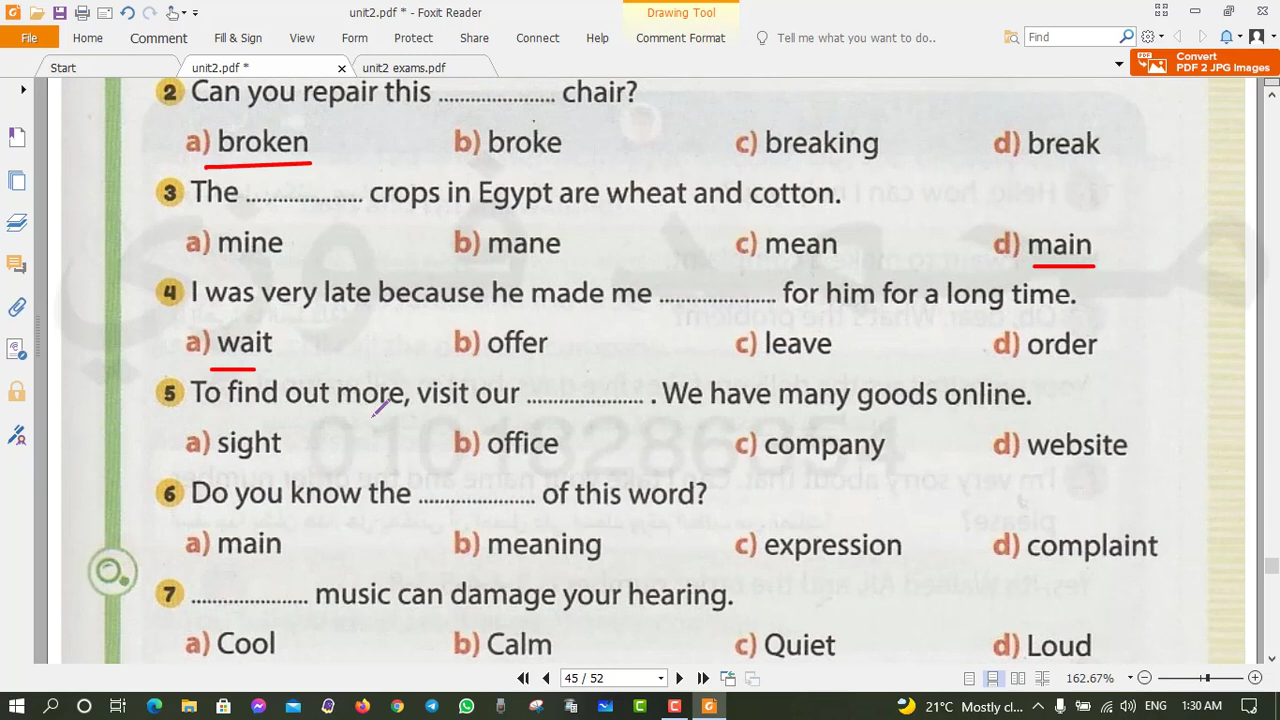 unit2.pdf * - Foxit Reader
Drawing Tool
File Home Comment Fill & Sign View Form Protect Share Connect Help Comment Format Tell me what you want to do.. Find
Start unit2.pdf * unit2 exams.pdf Convert
PDF 2 JPG Images
2 Can you repair this ...................... chair?
a) broken b) broke c) breaking d) break
3 The ...................... crops in Egypt are wheat and cotton.
a) mine b) mane c) mean d) main
4 I was very late because he made me ...................... for him for a long time.
a) wait b) offer c) leave d) order
5 To find out more, visit our ...................... . We have many goods online.
a) sight b) office c) company d) website
6 Do you know the ...................... of this word?
a) main b) meaning c) expression d) complaint
7 ...................... music can damage your hearing.
a) Cool b) Calm c) Quiet d) Loud
45 / 52 162.67%
21°C Mostly cl... ENG 1:30 AM